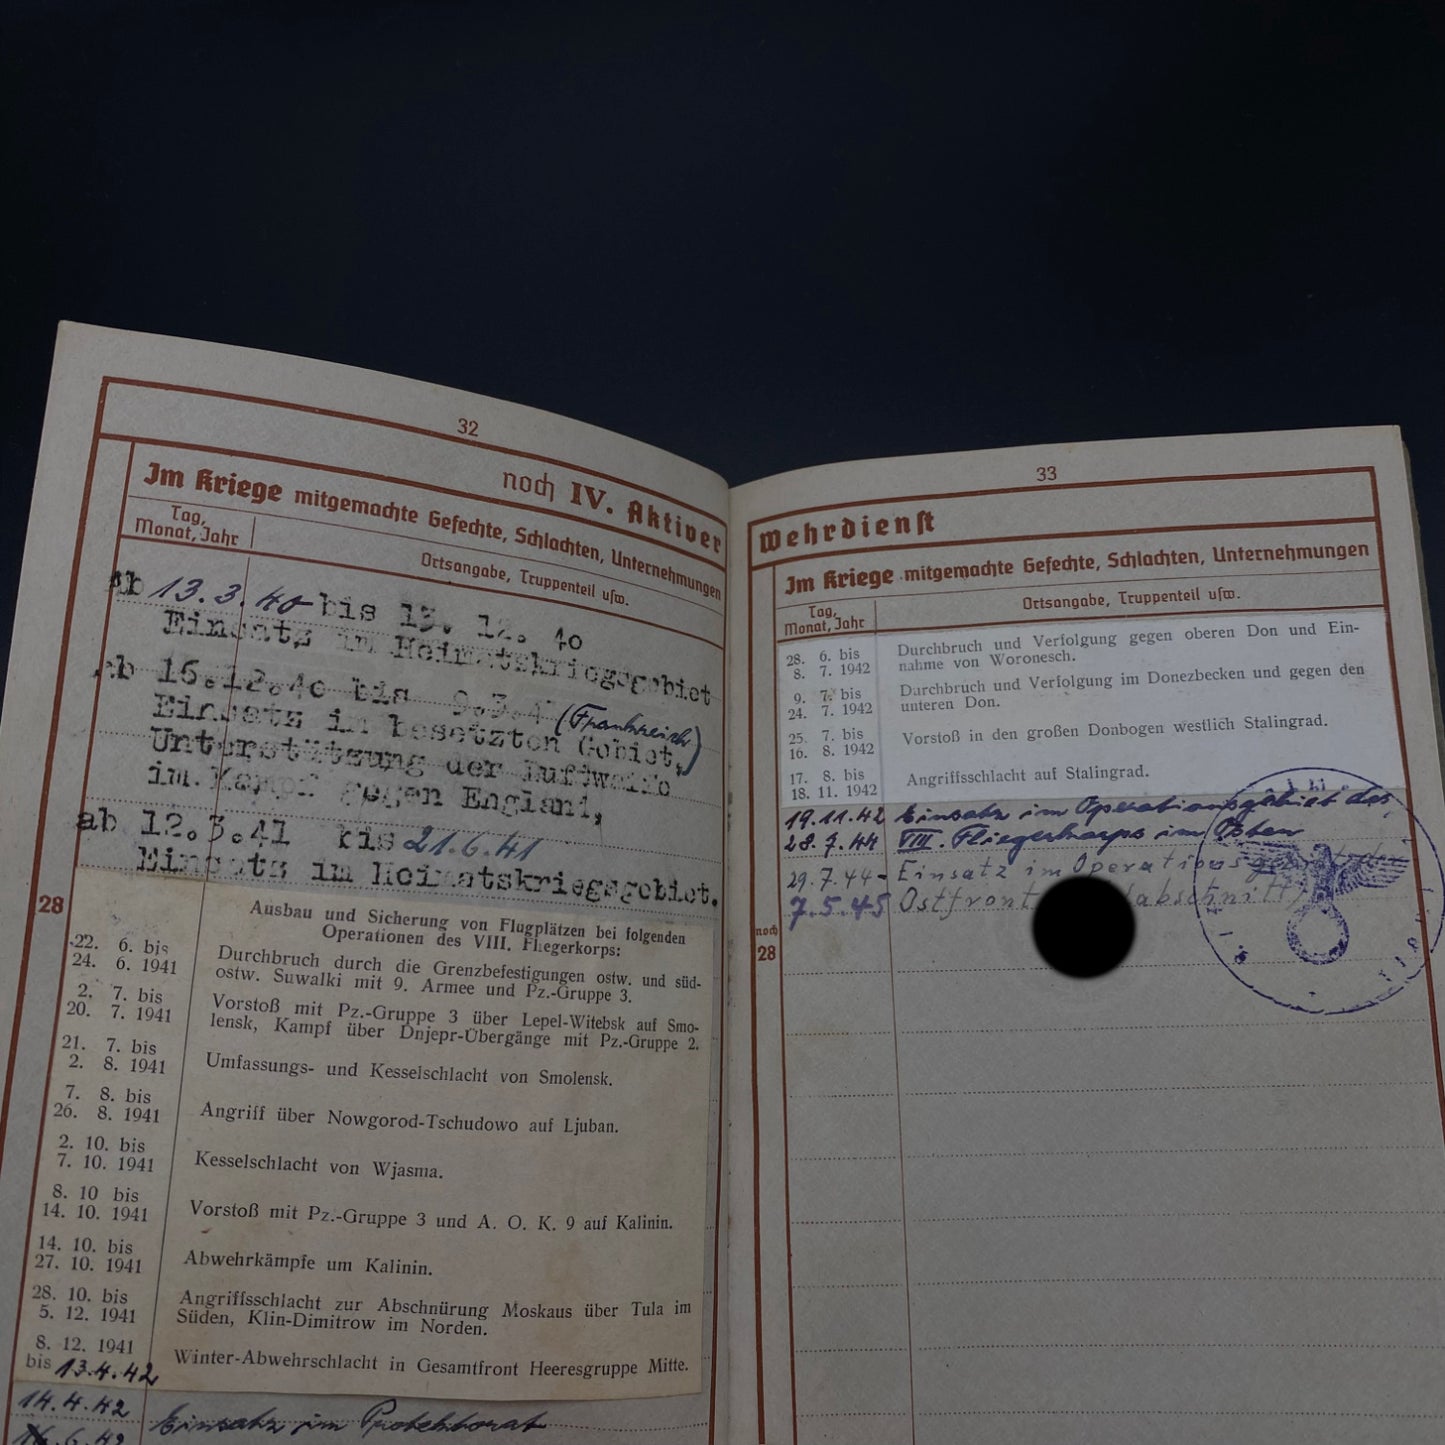 32
noch IV. Aktiver
Im Kriege mitgemachte Gefechte, Schlachten, Unternehmungen
Tag,
Monat, Jahr
Ortsangabe, Truppenteil usw.
Ab 13.3.40 bis 13. 12. 40
Einsatz im Heimatskriegsgebiet
Ab 16.12.40 bis 9.3.41 (Frankreich)
Einsatz in besetzten Gebiet,
Unterstützung der Luftwaffe
im Kampf gegen England,
ab 12.3.41 bis 21.6.41
Einsatz im Heimatskriegsgebiet.
28
Ausbau und Sicherung von Flugplätzen bei folgenden
Operationen des VIII. Fliegerkorps:
22. 6. bis
24. 6. 1941
Durchbruch durch die Grenzbefestigungen ostw. und süd-
ostw. Suwalki mit 9. Armee und Pz.-Gruppe 3.
2. 7. bis
20. 7. 1941
Vorstoß mit Pz.-Gruppe 3 über Lepel-Witebsk auf Smo-
lensk, Kampf über Dnjepr-Übergänge mit Pz.-Gruppe 2.
21. 7. bis
2. 8. 1941
Umfassungs- und Kesselschlacht von Smolensk.
7. 8. bis
26. 8. 1941
Angriff über Nowgorod-Tschudowo auf Ljuban.
2. 10. bis
7. 10. 1941
Kesselschlacht von Wjasma.
8. 10 bis
14. 10. 1941
Vorstoß mit Pz.-Gruppe 3 und A. O. K. 9 auf Kalinin.
14. 10. bis
27. 10. 1941
Abwehrkämpfe um Kalinin.
28. 10. bis
5. 12. 1941
Angriffsschlacht zur Abschnürung Moskaus über Tula im
Süden, Klin-Dimitrow im Norden.
8. 12. 1941
bis 13.4.42
Winter-Abwehrschlacht in Gesamtfront Heeresgruppe Mitte.
14.4.42
Einsatz im Protektorat
6.42
33
Wehrdienst
Im Kriege mitgemachte Gefechte, Schlachten, Unternehmungen
Tag,
Monat, Jahr
Ortsangabe, Truppenteil usw.
28. 6. bis
8. 7. 1942
Durchbruch und Verfolgung gegen oberen Don und Ein-
nahme von Woronesch.
9. 7. bis
24. 7. 1942
Durchbruch und Verfolgung im Donezbecken und gegen den
unteren Don.
25. 7. bis
16. 8. 1942
Vorstoß in den großen Donbogen westlich Stalingrad.
17. 8. bis
18. 11. 1942
Angriffsschlacht auf Stalingrad.
19.11.42 Einsatz im Operationsgebiet des
28.7.44 VIII. Fliegerkorps im Osten
29.7.44- Einsatz im
7.5.45 Ostfront
noch
28